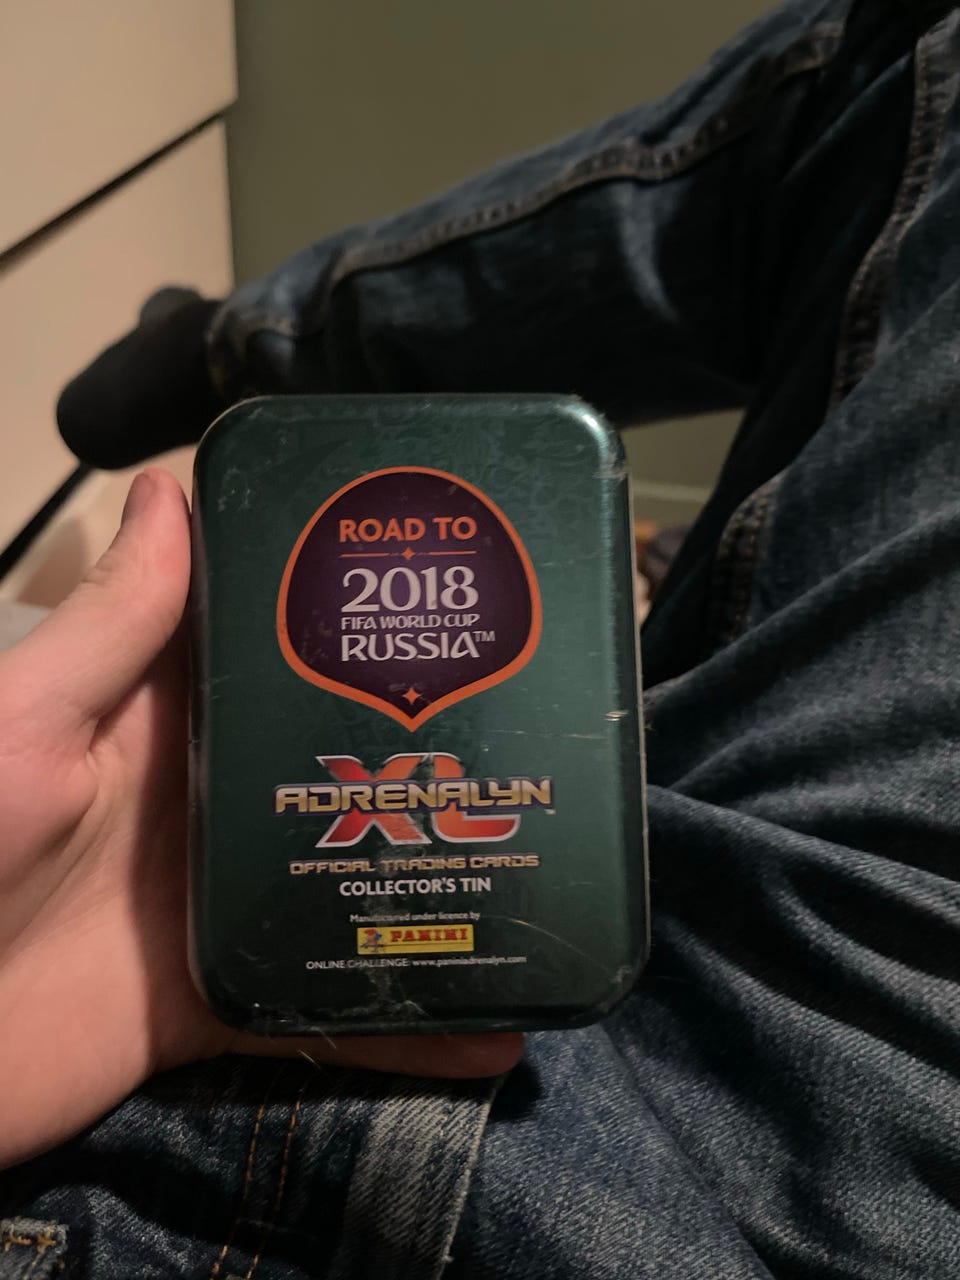 ROAD TO
2018
FIFA WORLD CUP
RUSSIA™
XL
ADRENALYN™
OFFICIAL TRADING CARDS
COLLECTOR'S TIN
Manufactured under licence by
PANINI
ONLINE CHALLENGE: www.paniniadrenalyn.com